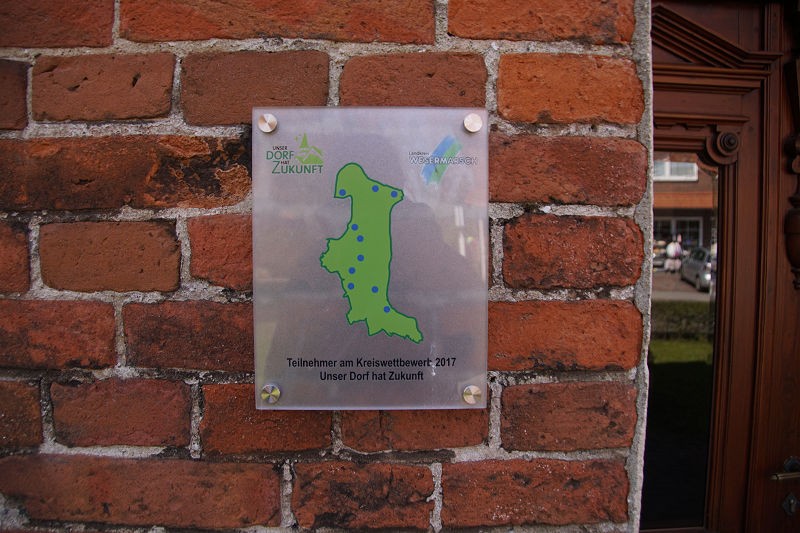 UNSER
DORF
HAT
ZUKUNFT
Landkreis
WESERMARSCH
Teilnehmer am Kreiswettbewerb 2017
Unser Dorf hat Zukunft